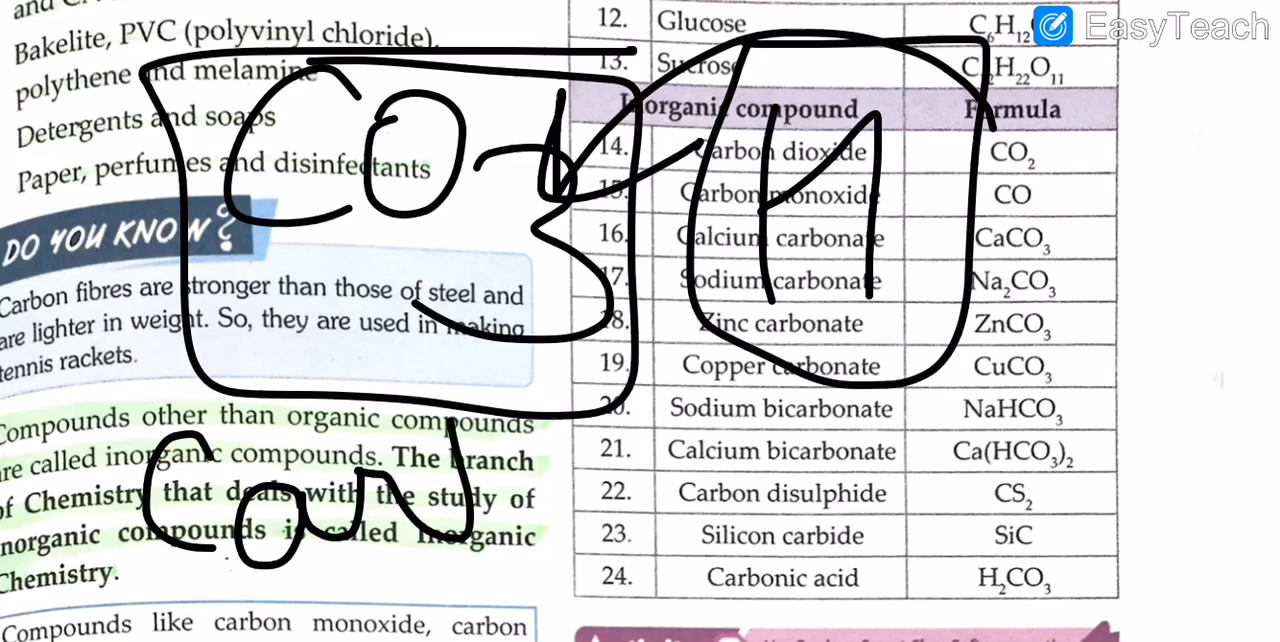 and C
Bakelite, PVC (polyvinyl chloride),
polythene and melamine
Detergents and soaps
Paper, perfumes and disinfectants
DO YOU KNOW?
Carbon fibres are stronger than those of steel and
are lighter in weight. So, they are used in making
tennis rackets.
Compounds other than organic compounds
are called inorganic compounds. The branch
of Chemistry that deals with the study of
inorganic compounds is called Inorganic
Chemistry.
Compounds like carbon monoxide, carbon
12. Glucose C₆H₁₂
13. Sucrose C₁₂H₂₂O₁₁
Inorganic compound Formula
14. Carbon dioxide CO₂
15. Carbon monoxide CO
16. Calcium carbonate CaCO₃
17. Sodium carbonate Na₂CO₃
18. Zinc carbonate ZnCO₃
19. Copper carbonate CuCO₃
20. Sodium bicarbonate NaHCO₃
21. Calcium bicarbonate Ca(HCO₃)₂
22. Carbon disulphide CS₂
23. Silicon carbide SiC
24. Carbonic acid H₂CO₃
EasyTeach
CO
3